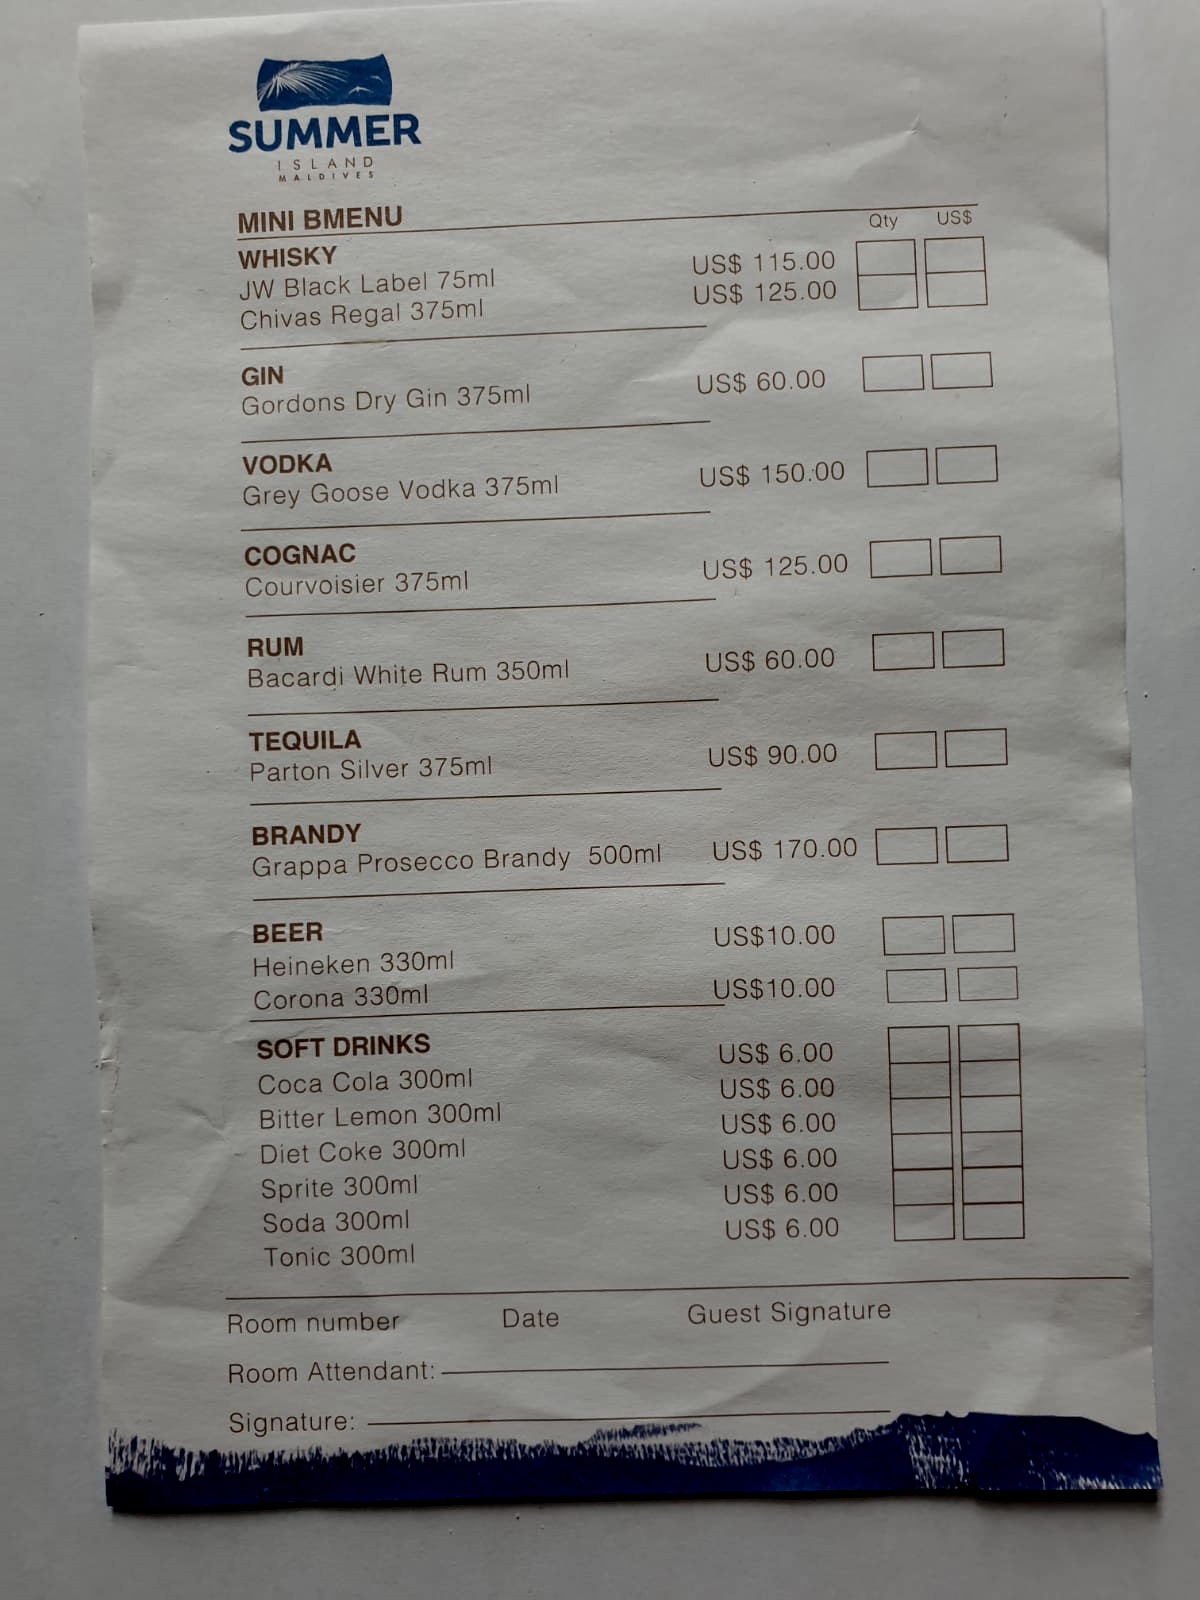 SUMMER
ISLAND
MALDIVES
MINI BMENU Qty US$
WHISKY
JW Black Label 75ml US$ 115.00
Chivas Regal 375ml US$ 125.00
GIN
Gordons Dry Gin 375ml US$ 60.00
VODKA
Grey Goose Vodka 375ml US$ 150.00
COGNAC
Courvoisier 375ml US$ 125.00
RUM
Bacardi White Rum 350ml US$ 60.00
TEQUILA
Parton Silver 375ml US$ 90.00
BRANDY
Grappa Prosecco Brandy 500ml US$ 170.00
BEER
Heineken 330ml US$10.00
Corona 330ml US$10.00
SOFT DRINKS
Coca Cola 300ml US$ 6.00
Bitter Lemon 300ml US$ 6.00
Diet Coke 300ml US$ 6.00
Sprite 300ml US$ 6.00
Soda 300ml US$ 6.00
Tonic 300ml US$ 6.00
Room number Date Guest Signature
Room Attendant:
Signature: